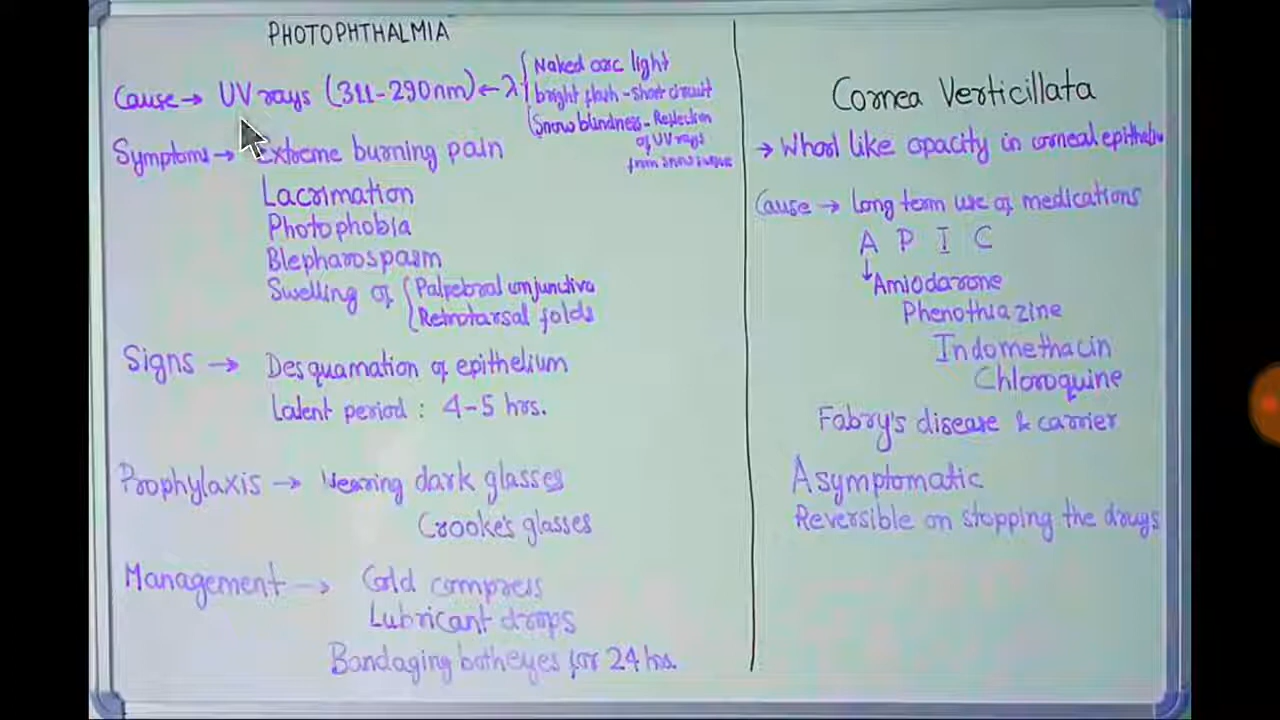 PHOTOPHTHALMIA
Cause → UV rays (311-290nm) ← λ
Naked arc light
bright flash - short circuit
Snow blindness - Reflection
of UV rays
from snow surface
Symptoms → Extreme burning pain
Lacrimation
Photophobia
Blepharospasm
Swelling of Palpebral conjunctiva
Retrotarsal folds
Signs → Desquamation of epithelium
Latent period : 4-5 hrs.
Prophylaxis → Wearing dark glasses
Crooke's glasses
Management → Cold compress
Lubricant drops
Bandaging both eyes for 24 hrs.
Cornea Verticillata
→ Whorl like opacity in corneal epithelium
Cause → Long term use of medications
A P I C
Amiodarone
Phenothiazine
Indomethacin
Chloroquine
Fabry's disease & carrier
Asymptomatic
Reversible on stopping the drugs